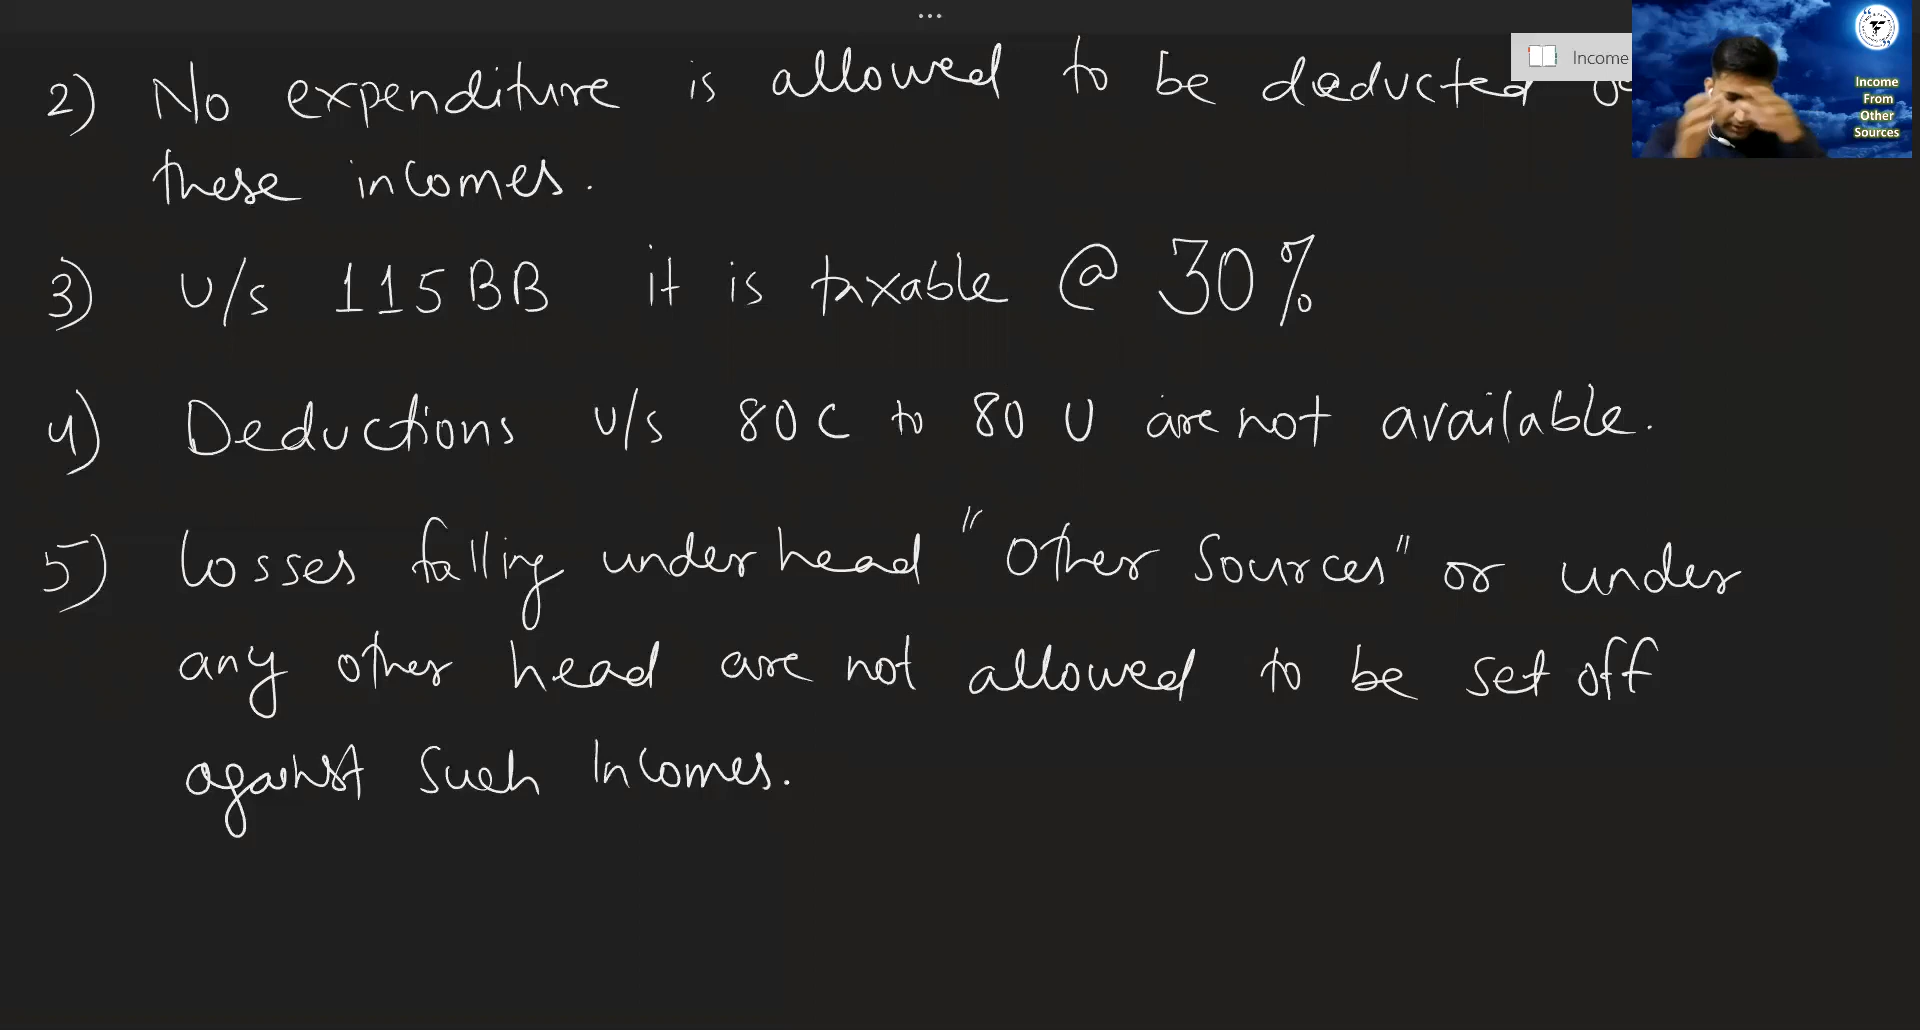 ...
Income
Income
From
Other
Sources
2) No expenditure is allowed to be deducted
these incomes.
3) U/s 115BB it is taxable @ 30%
4) Deductions u/s 80C to 80U are not available.
5) Losses falling under head "Other Sources" or under
any other head are not allowed to be set off
against such Incomes.